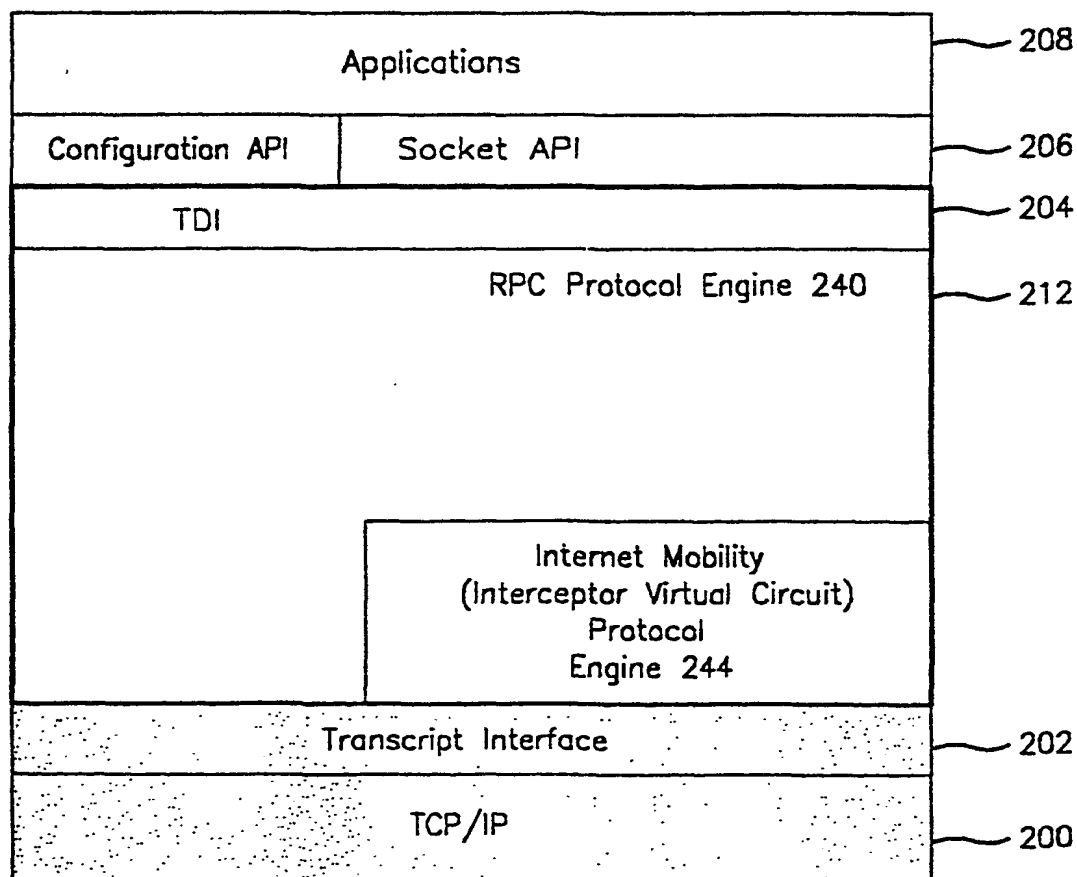 Applications
208
Configuration API
Socket API
206
TDI
204
RPC Protocol Engine 240
212
Internet Mobility
(Interceptor Virtual Circuit)
Protocol
Engine 244
Transcript Interface
202
TCP/IP
200